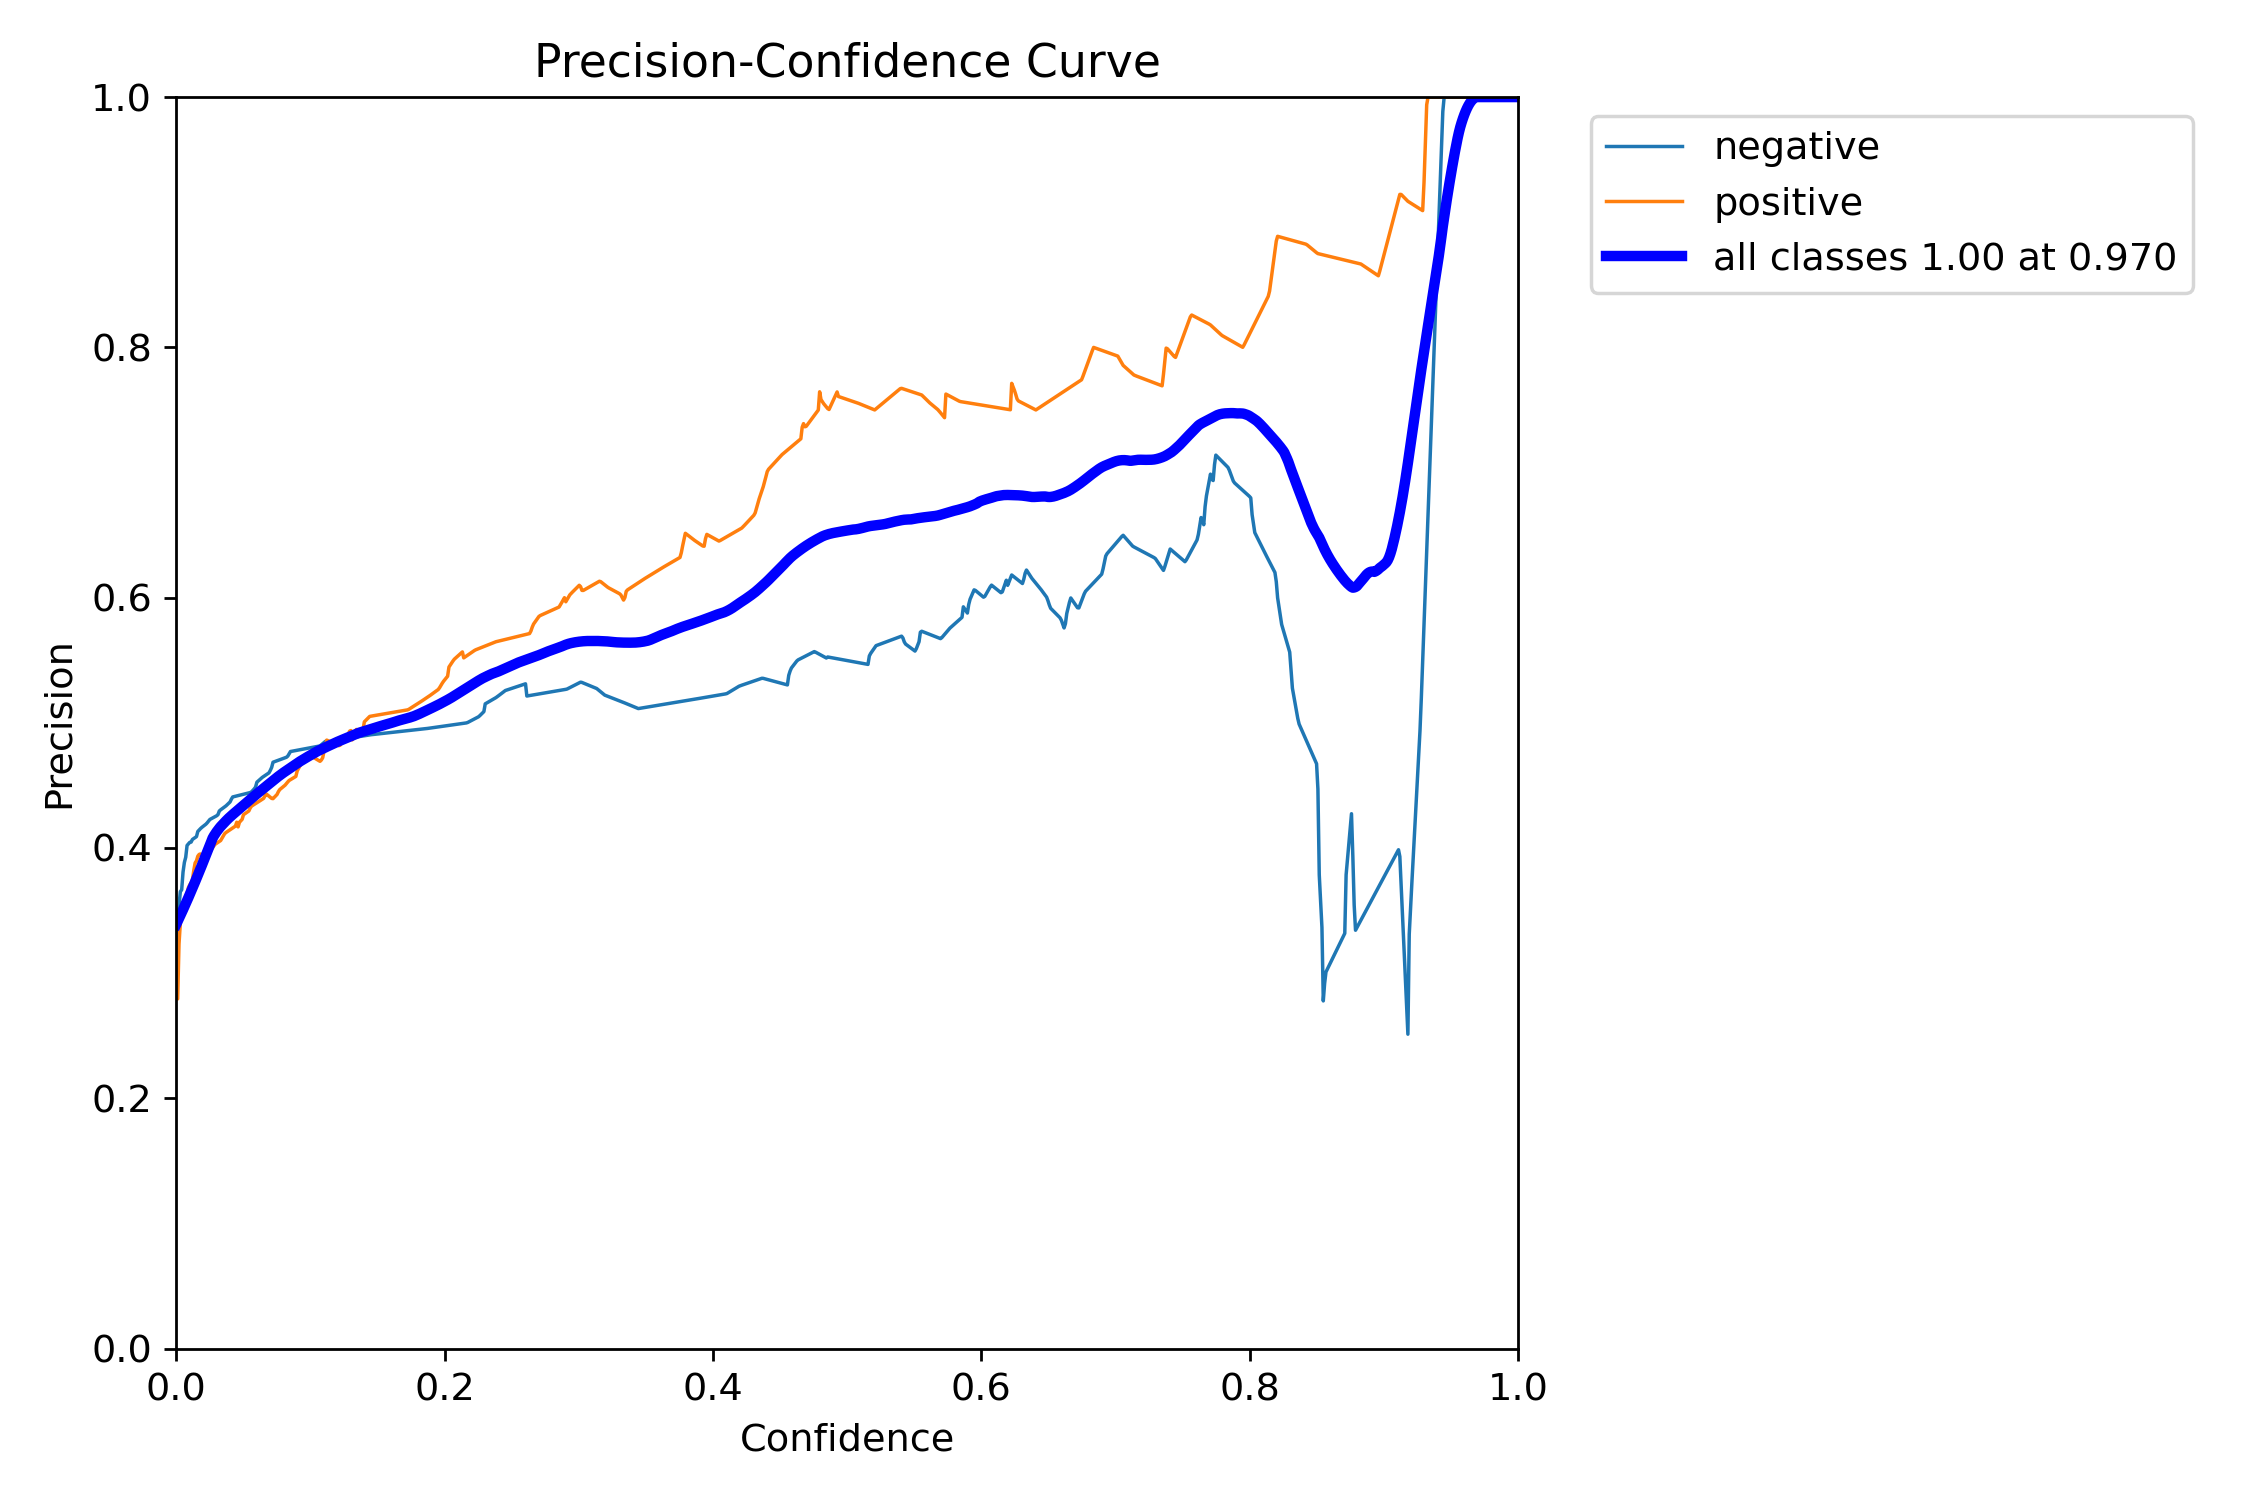 Precision-Confidence Curve
1.0
0.8
0.6
0.4
0.2
0.0
Precision
0.0 0.2 0.4 0.6 0.8 1.0
Confidence
negative
positive
all classes 1.00 at 0.970